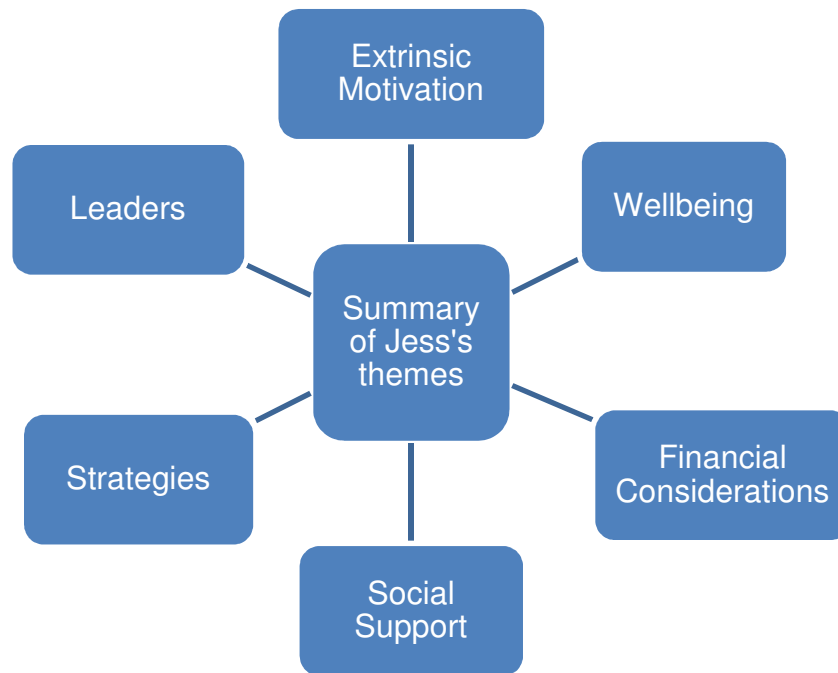 Extrinsic
Motivation
Leaders
Wellbeing
Summary
of Jess's
themes
Strategies
Financial
Considerations
Social
Support